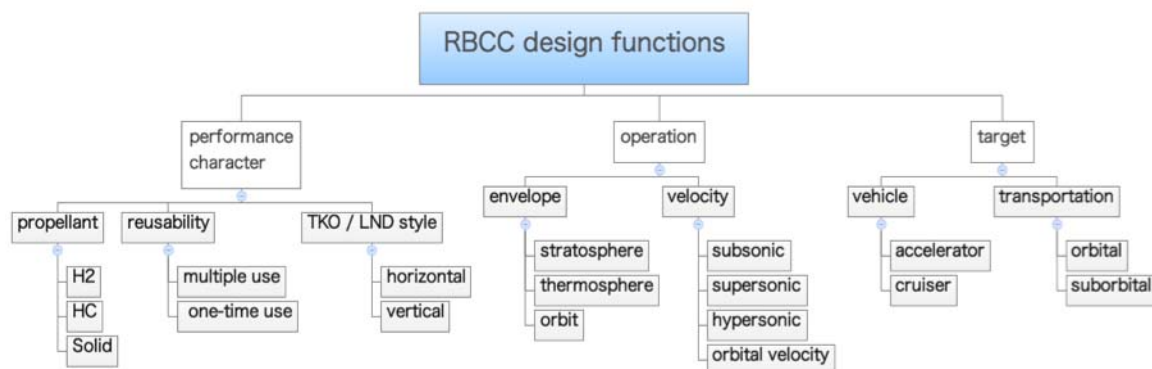 RBCC design functions
performance
character
operation
target
propellant
reusability
TKO / LND style
envelope
velocity
vehicle
transportation
H2
HC
Solid
multiple use
one-time use
horizontal
vertical
stratosphere
thermosphere
orbit
subsonic
supersonic
hypersonic
orbital velocity
accelerator
cruiser
orbital
suborbital